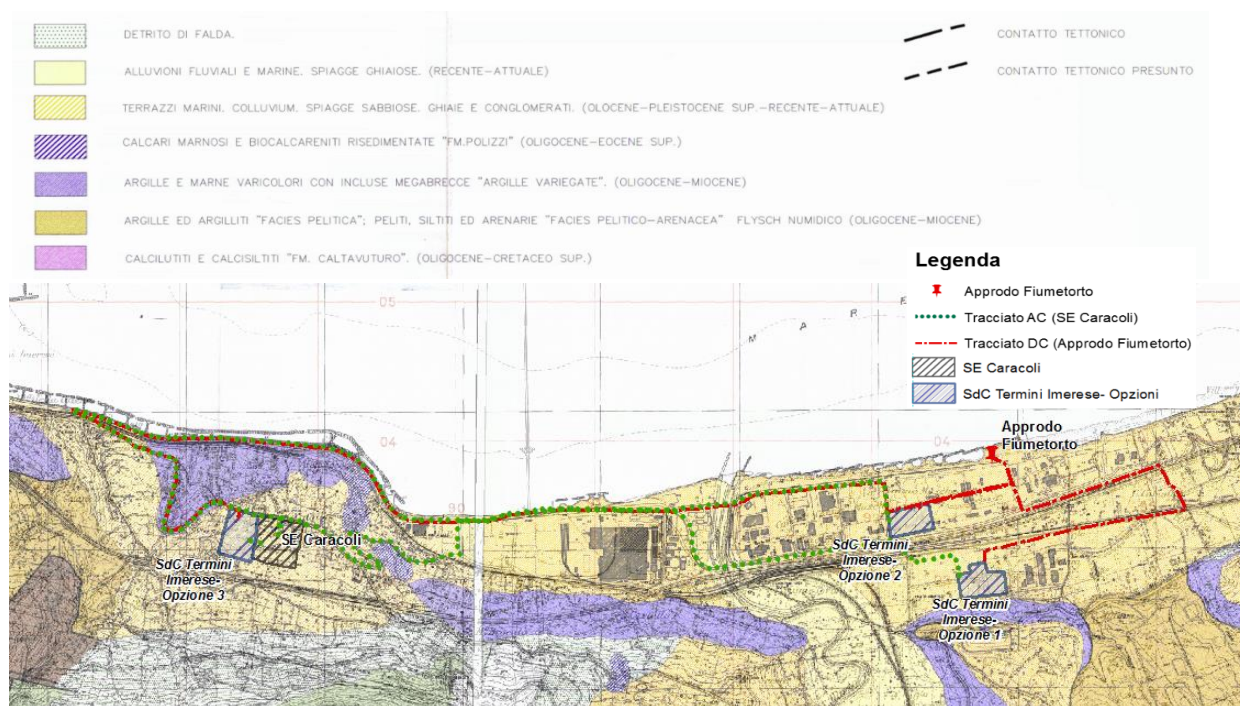 DETRITO DI FALDA.
ALLUVIONI FLUVIALI E MARINE. SPIAGGE GHIAIOSE. (RECENTE-ATTUALE)
TERRAZZI MARINI. COLLUVIUM. SPIAGGE SABBIOSE. GHIAIE E CONGLOMERATI. (OLOCENE-PLEISTOCENE SUP.-RECENTE-ATTUALE)
CALCARI MARNOSI E BIOCALCARENITI RISEDIMENTATE "FM.POLIZZI" (OLIGOCENE-EOCENE SUP.)
ARGILLE E MARNE VARICOLORI CON INCLUSE MEGABRECCE "ARGILLE VARIEGATE". (OLIGOCENE-MIOCENE)
ARGILLE ED ARGILLITI "FACIES PELITICA"; PELITI, SILTITI ED ARENARIE "FACIES PELITICO-ARENACEA" FLYSCH NUMIDICO (OLIGOCENE-MIOCENE)
CALCILUTITI E CALCISILTITI "FM. CALTAVUTURO". (OLIGOCENE-CRETACEO SUP.)
CONTATTO TETTONICO
CONTATTO TETTONICO PRESUNTO
Legenda
Approdo Fiumetorto
Tracciato AC (SE Caracoli)
Tracciato DC (Approdo Fiumetorto)
SE Caracoli
SdC Termini Imerese- Opzioni
05
M A R E
04
04
Approdo
Fiumetorto
SE Caracoli
SdC Termini
Imerese-
Opzione 3
SdC Termini
Imerese-
Opzione 2
SdC Termini
Imerese-
Opzione 1